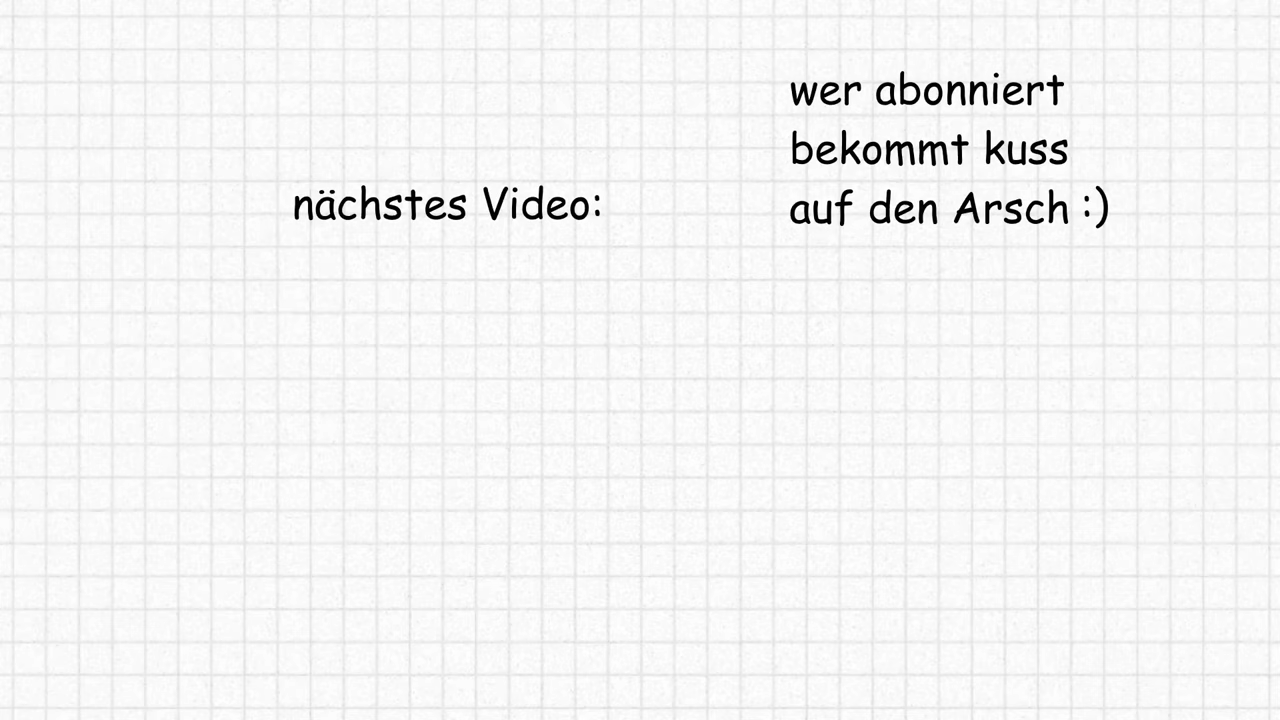 nächstes Video:
wer abonniert
bekommt kuss
auf den Arsch :)